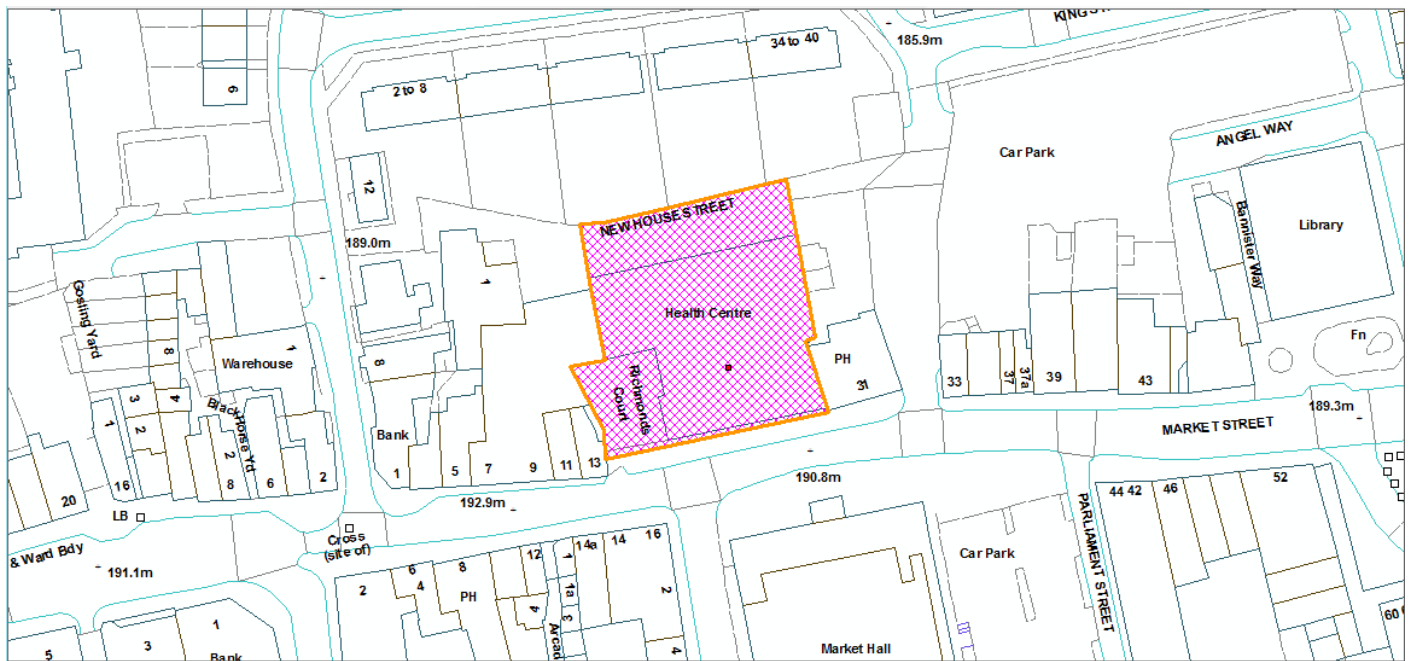 KING S
185.9m
34 to 40
2 to 8
6
12
189.0m
NEW HOUSE STREET
Car Park
ANGEL WAY
Bannister Way
Library
Gosling Yard
Warehouse
1
8
8
1
Health Centre
Richmonds
Court
PH
31
33
37
37a
39
43
Fn
189.3m
MARKET STREET
1
3
2
4
Black Horse Yd
2
16
8
6
2
20
LB
Bank
1
5
7
9
11
13
192.9m
190.8m
& Ward Bdy
191.1m
Cross
(site of)
2
6
4
8
PH
12
4
1
1a
3
Arcad
14a
14
16
2
4
Market Hall
Car Park
PARLIAMENT STREET
44 42
46
52
60
5
3
1
Bank